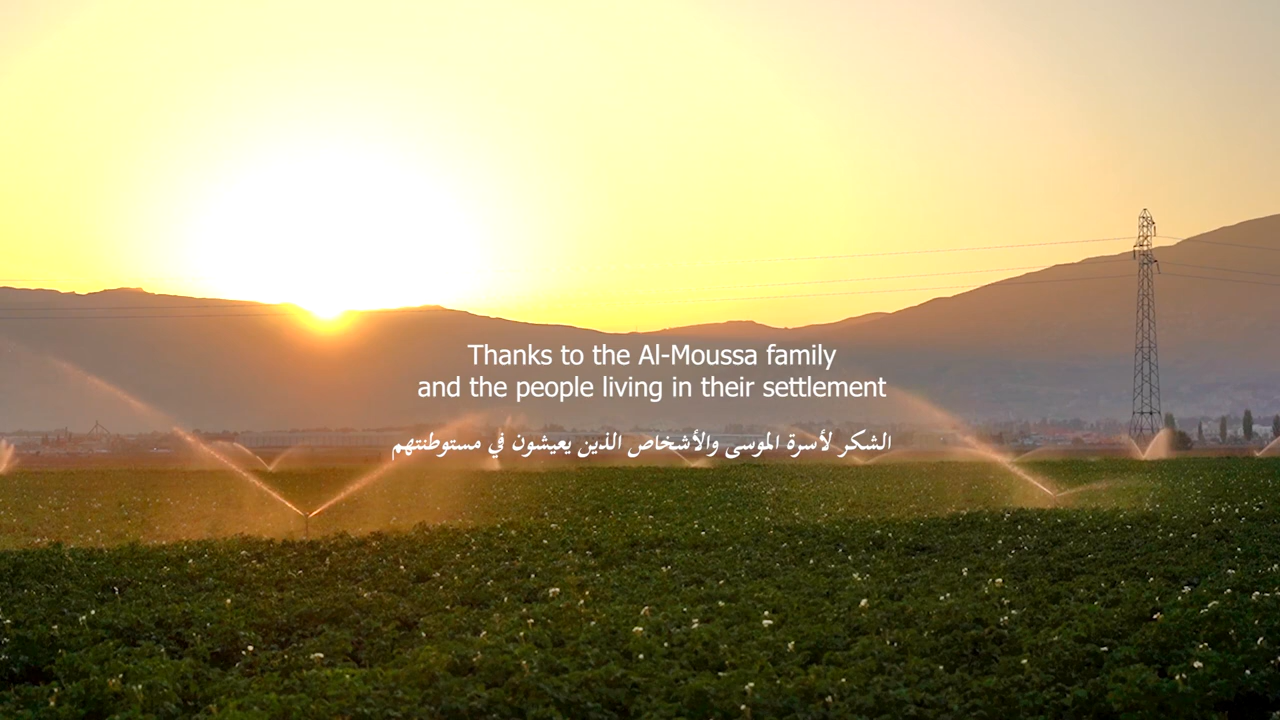 Thanks to the Al-Moussa family
and the people living in their settlement
الشكر لأسرة الموسى والأشخاص الذين يعيشون في مستوطنتهم